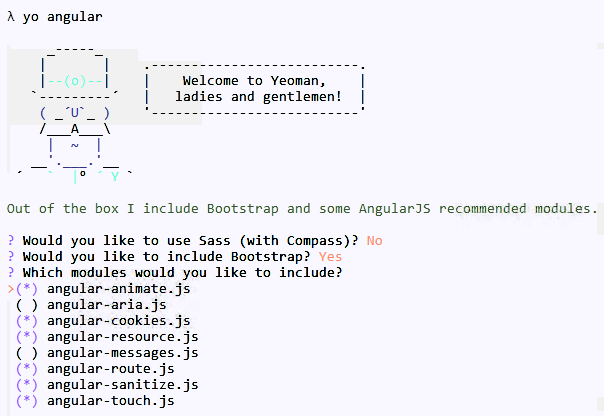 λ yo angular
     _-----_
    |       |    .--------------------------.
    |--(o)--|    |    Welcome to Yeoman,    |
   `---------´   |   ladies and gentlemen!  |
    ( _´U`_ )    '--------------------------'
    /___A___\
     |  ~  |
   __'.___.'__
 ´   `  |° ´ Y `
Out of the box I include Bootstrap and some AngularJS recommended modules.
? Would you like to use Sass (with Compass)? No
? Would you like to include Bootstrap? Yes
? Which modules would you like to include?
>(*) angular-animate.js
 ( ) angular-aria.js
 (*) angular-cookies.js
 (*) angular-resource.js
 ( ) angular-messages.js
 (*) angular-route.js
 (*) angular-sanitize.js
 (*) angular-touch.js